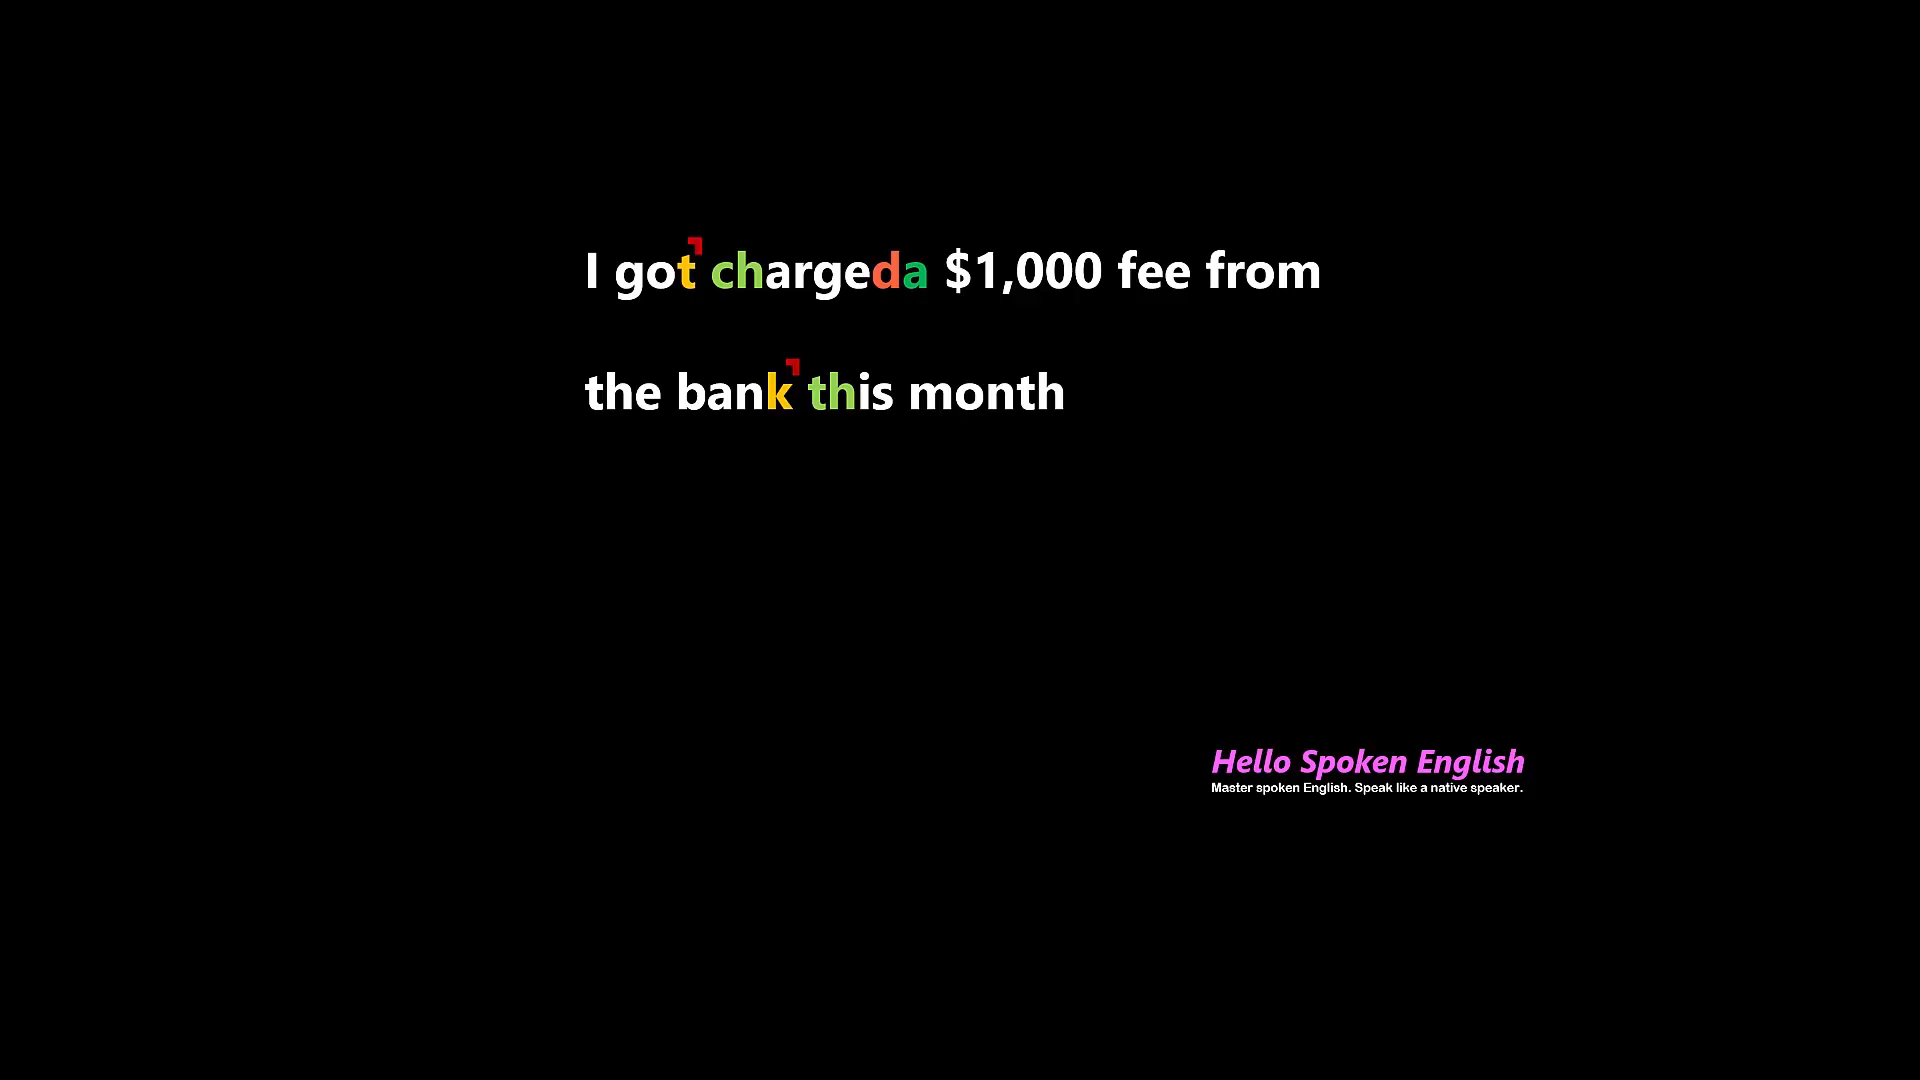 I got chargeda $1,000 fee from
the bank this month
Hello Spoken English
Master spoken English. Speak like a native speaker.